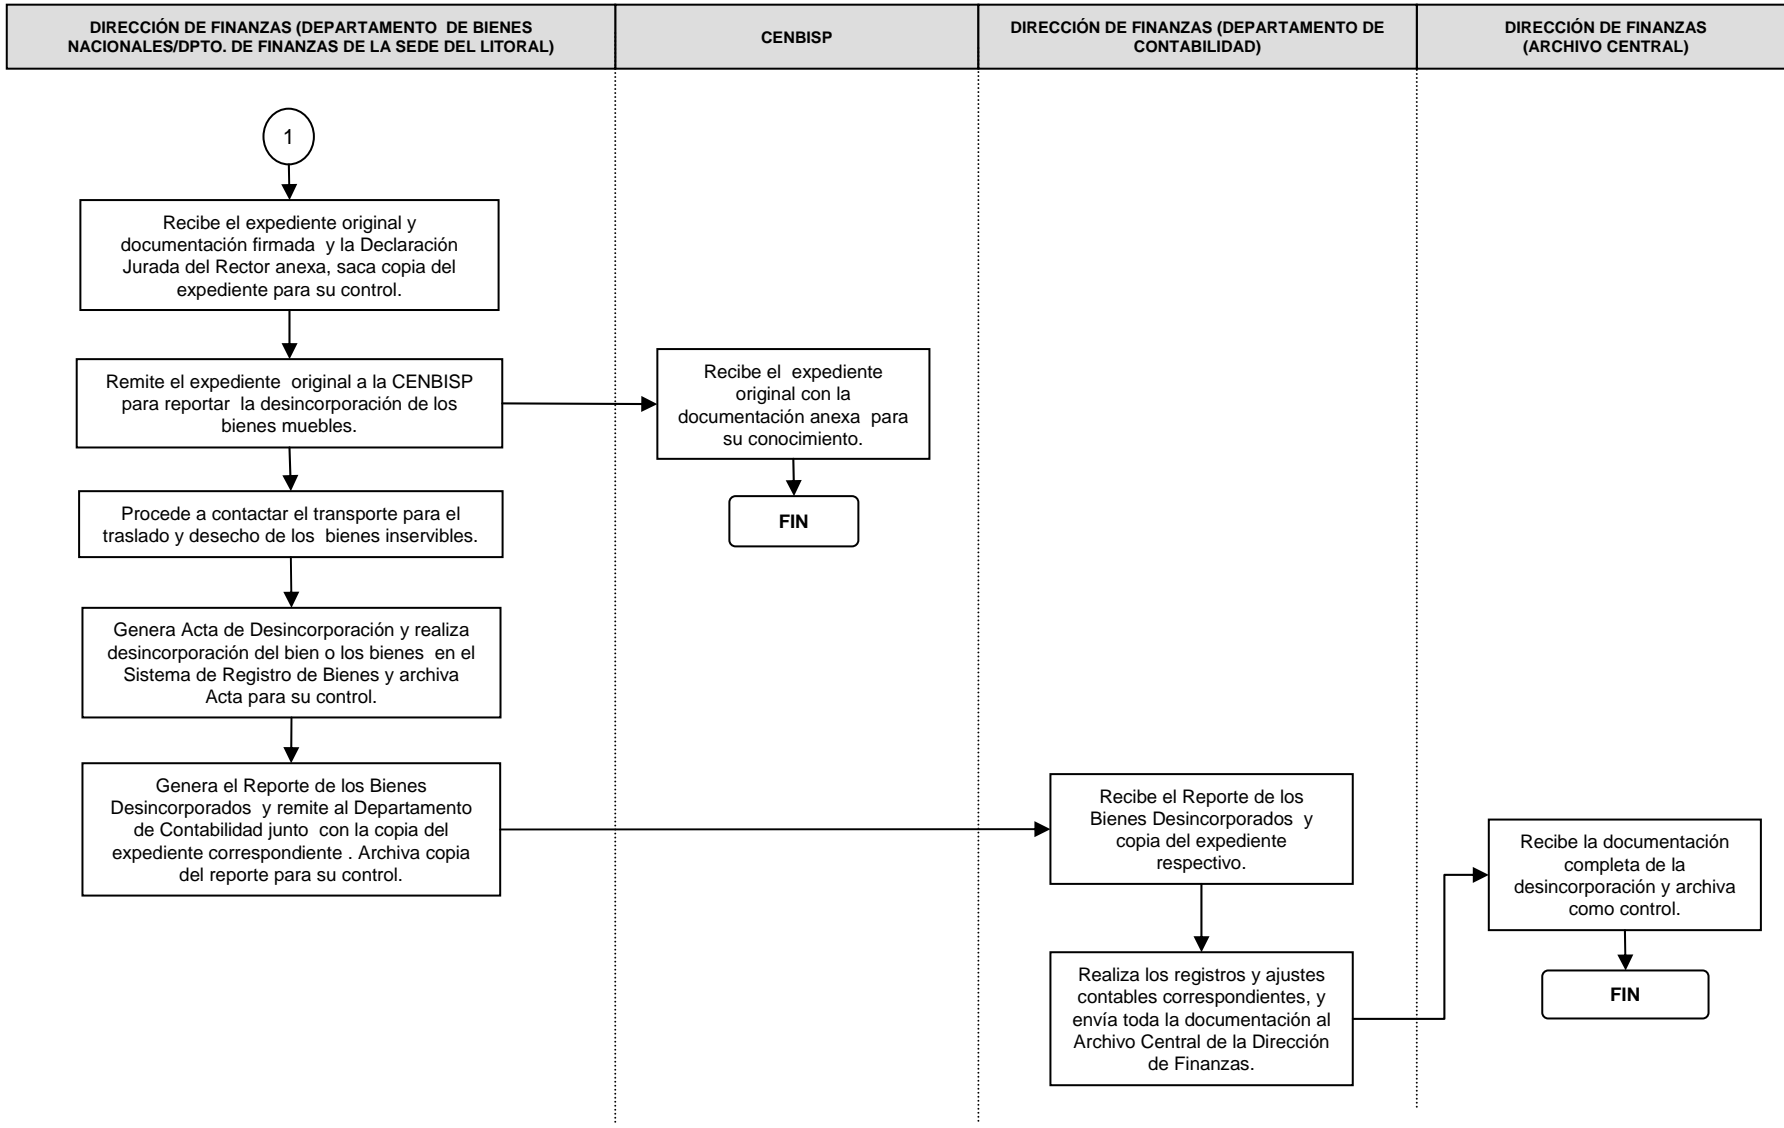 DIRECCIÓN DE FINANZAS (DEPARTAMENTO DE BIENES
NACIONALES/DPTO. DE FINANZAS DE LA SEDE DEL LITORAL)
CENBISP
DIRECCIÓN DE FINANZAS (DEPARTAMENTO DE
CONTABILIDAD)
DIRECCIÓN DE FINANZAS
(ARCHIVO CENTRAL)
1
Recibe el expediente original y
documentación firmada y la Declaración
Jurada del Rector anexa, saca copia del
expediente para su control.
Remite el expediente original a la CENBISP
para reportar la desincorporación de los
bienes muebles.
Recibe el expediente
original con la
documentación anexa para
su conocimiento.
FIN
Procede a contactar el transporte para el
traslado y desecho de los bienes inservibles.
Genera Acta de Desincorporación y realiza
desincorporación del bien o los bienes en el
Sistema de Registro de Bienes y archiva
Acta para su control.
Genera el Reporte de los Bienes
Desincorporados y remite al Departamento
de Contabilidad junto con la copia del
expediente correspondiente . Archiva copia
del reporte para su control.
Recibe el Reporte de los
Bienes Desincorporados y
copia del expediente
respectivo.
Realiza los registros y ajustes
contables correspondientes, y
envía toda la documentación al
Archivo Central de la Dirección
de Finanzas.
Recibe la documentación
completa de la
desincorporación y archiva
como control.
FIN